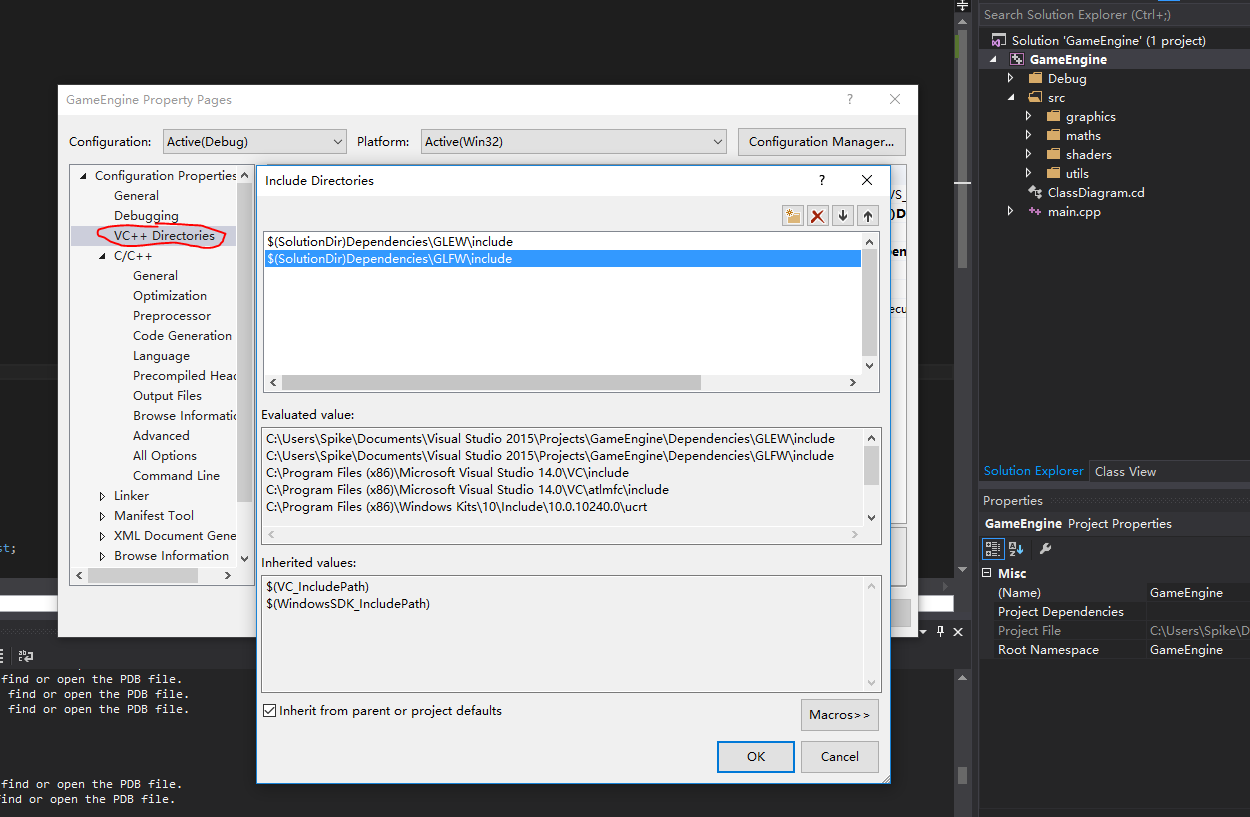 Search Solution Explorer (Ctrl+;)
Solution 'GameEngine' (1 project)
GameEngine
Debug
src
graphics
maths
shaders
utils
ClassDiagram.cd
main.cpp
GameEngine Property Pages
?
Configuration:
Active(Debug)
Platform:
Active(Win32)
Configuration Manager...
Configuration Properties
General
Debugging
VC++ Directories
C/C++
General
Optimization
Preprocessor
Code Generation
Language
Precompiled Head
Output Files
Browse Informatio
Advanced
All Options
Command Line
Linker
Manifest Tool
XML Document Gene
Browse Information
Include Directories
?
$(SolutionDir)Dependencies\GLEW\include
$(SolutionDir)Dependencies\GLFW\include
Evaluated value:
C:\Users\Spike\Documents\Visual Studio 2015\Projects\GameEngine\Dependencies\GLEW\include
C:\Users\Spike\Documents\Visual Studio 2015\Projects\GameEngine\Dependencies\GLFW\include
C:\Program Files (x86)\Microsoft Visual Studio 14.0\VC\include
C:\Program Files (x86)\Microsoft Visual Studio 14.0\VC\atlmfc\include
C:\Program Files (x86)\Windows Kits\10\Include\10.0.10240.0\ucrt
Inherited values:
$(VC_IncludePath)
$(WindowsSDK_IncludePath)
Inherit from parent or project defaults
Macros>>
OK
Cancel
st;
find or open the PDB file.
find or open the PDB file.
find or open the PDB file.
find or open the PDB file.
find or open the PDB file.
Solution Explorer
Class View
Properties
GameEngine Project Properties
Misc
(Name) GameEngine
Project Dependencies
Project File C:\Users\Spike\D
Root Namespace GameEngine